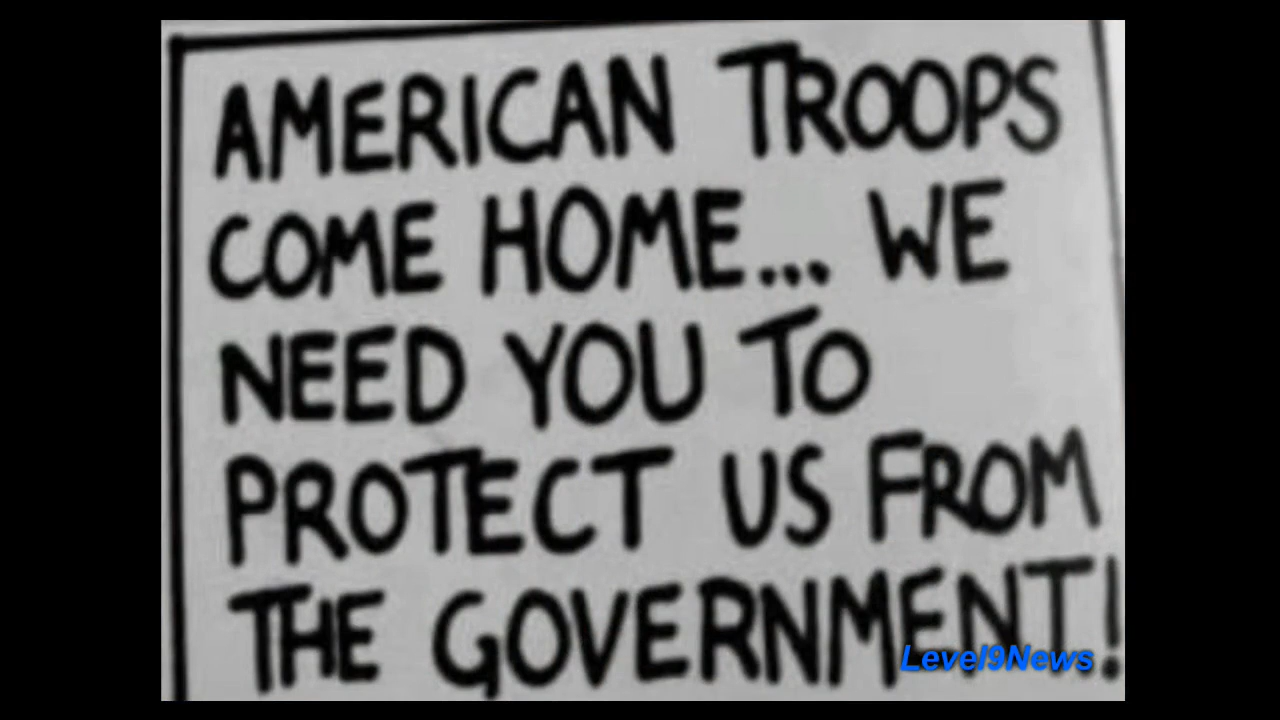 AMERICAN TROOPS
COME HOME... WE
NEED YOU TO
PROTECT US FROM
THE GOVERNMENT!
Level9News